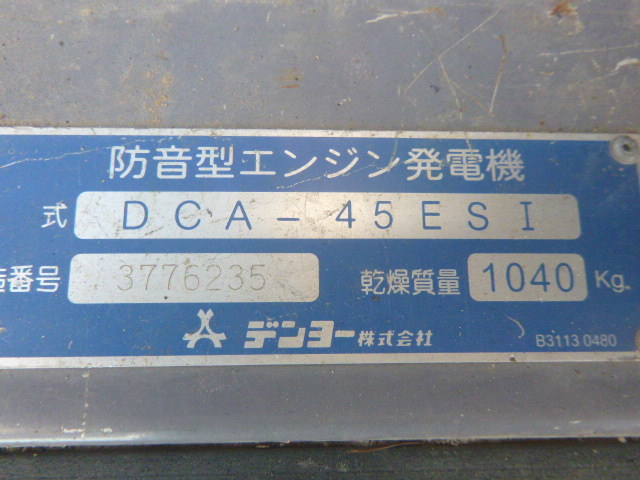 防音型エンジン発電機
式 DCA-45ESI
造番号 3776235 乾燥質量 1040 Kg.
デンヨー株式会社 B3113 0480